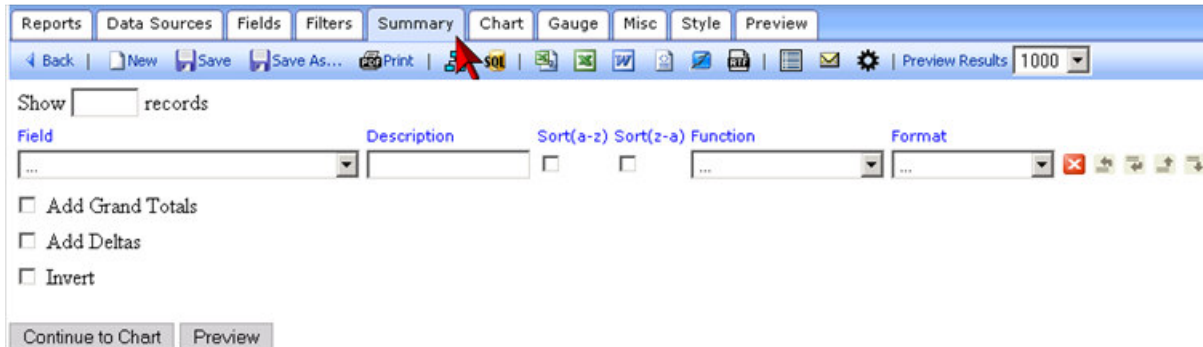 Reports Data Sources Fields Filters Summary Chart Gauge Misc Style Preview
Back | New Save Save As... Print | SQL | | Preview Results 1000
Show records
Field Description Sort(a-z) Sort(z-a) Function Format
... ... ...
Add Grand Totals
Add Deltas
Invert
Continue to Chart Preview